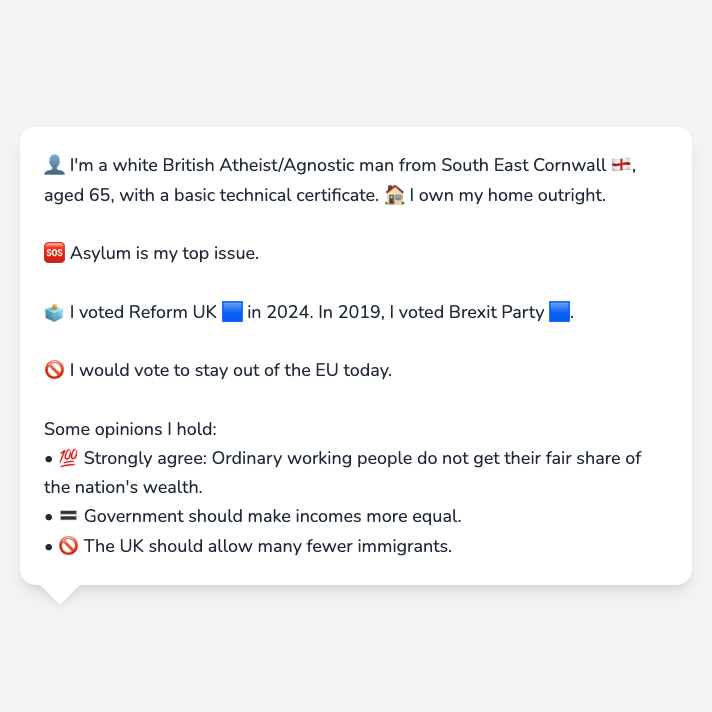 👤 I'm a white British Atheist/Agnostic man from South East Cornwall 🏴󠁧󠁢󠁥󠁮󠁧󠁿,
aged 65, with a basic technical certificate. 🏠 I own my home outright.
🆘 Asylum is my top issue.
🗳️ I voted Reform UK 🟦 in 2024. In 2019, I voted Brexit Party 🟦.
🚫 I would vote to stay out of the EU today.
Some opinions I hold:
• 💯 Strongly agree: Ordinary working people do not get their fair share of
the nation's wealth.
• 🟰 Government should make incomes more equal.
• 🚫 The UK should allow many fewer immigrants.